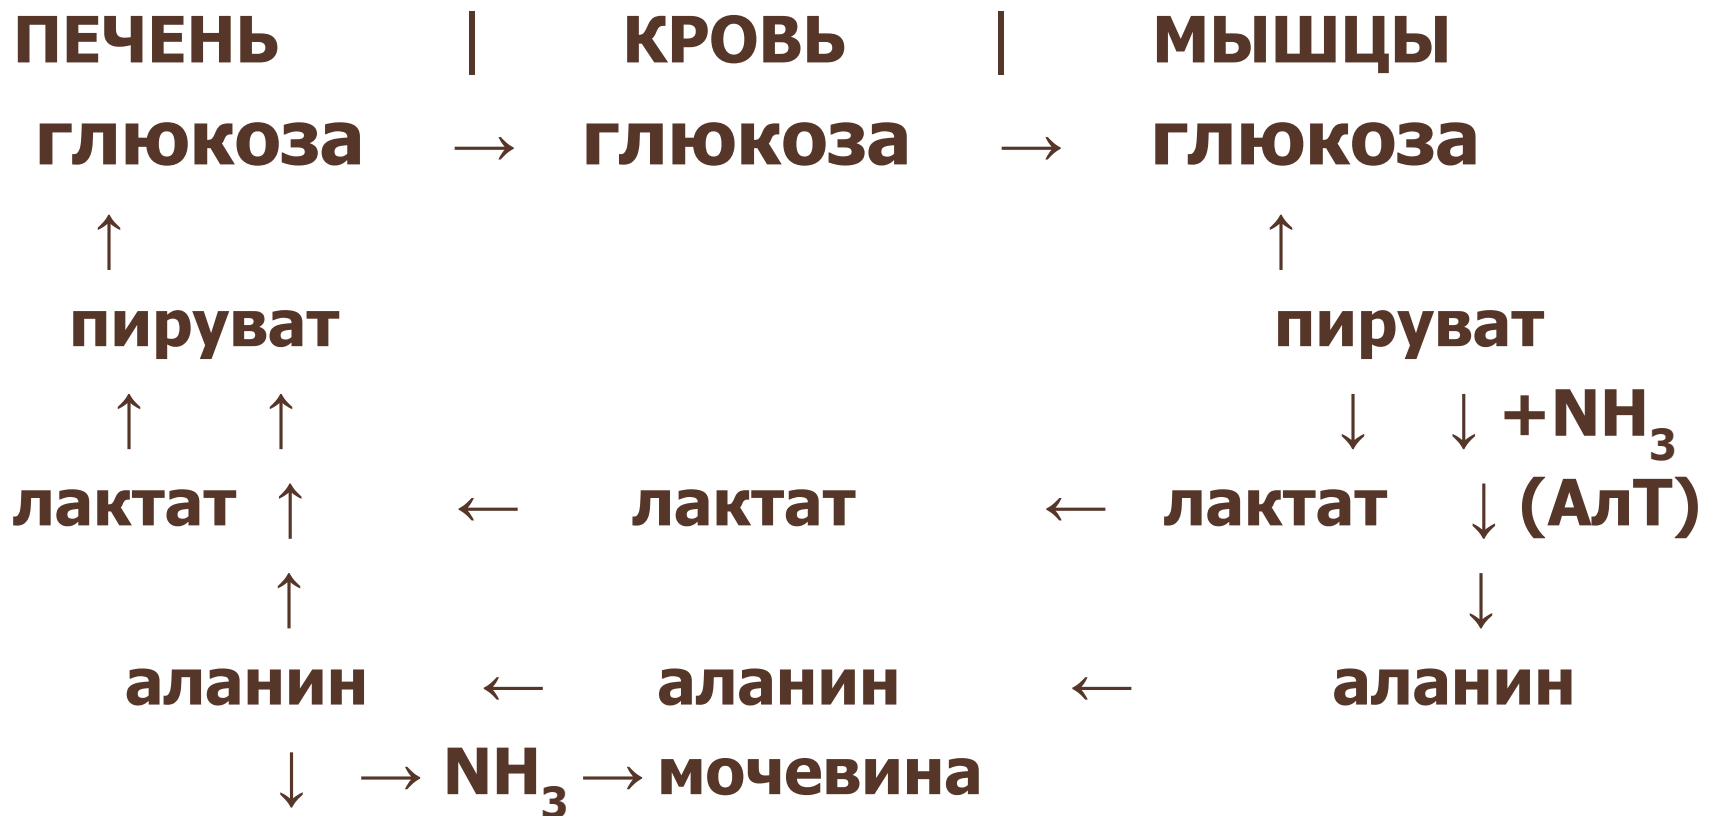 ПЕЧЕНЬ | КРОВЬ | МЫШЦЫ
глюкоза → глюкоза → глюкоза
↑ ↑
пируват пируват
↑ ↑ ↓ ↓ +NH₃
лактат ↑ ← лактат ← лактат ↓ (АлТ)
↑ ↓
аланин ← аланин ← аланин
↓ → NH₃ → мочевина